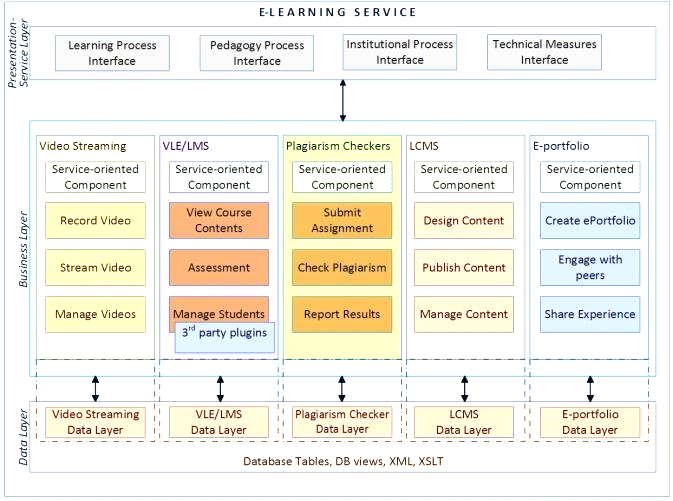 E-LEARNING SERVICE
Presentation-
Service Layer
Learning Process
Interface
Pedagogy Process
Interface
Institutional Process
Interface
Technical Measures
Interface
Business Layer
Video Streaming
Service-oriented
Component
Record Video
Stream Video
Manage Videos
VLE/LMS
Service-oriented
Component
View Course
Contents
Assessment
Manage Students
3rd party plugins
Plagiarism Checkers
Service-oriented
Component
Submit
Assignment
Check Plagiarism
Report Results
LCMS
Service-oriented
Component
Design Content
Publish Content
Manage Content
E-portfolio
Service-oriented
Component
Create ePortfolio
Engage with
peers
Share Experience
Data Layer
Video Streaming
Data Layer
VLE/LMS
Data Layer
Plagiarism Checker
Data Layer
LCMS
Data Layer
E-portfolio
Data Layer
Database Tables, DB views, XML, XSLT